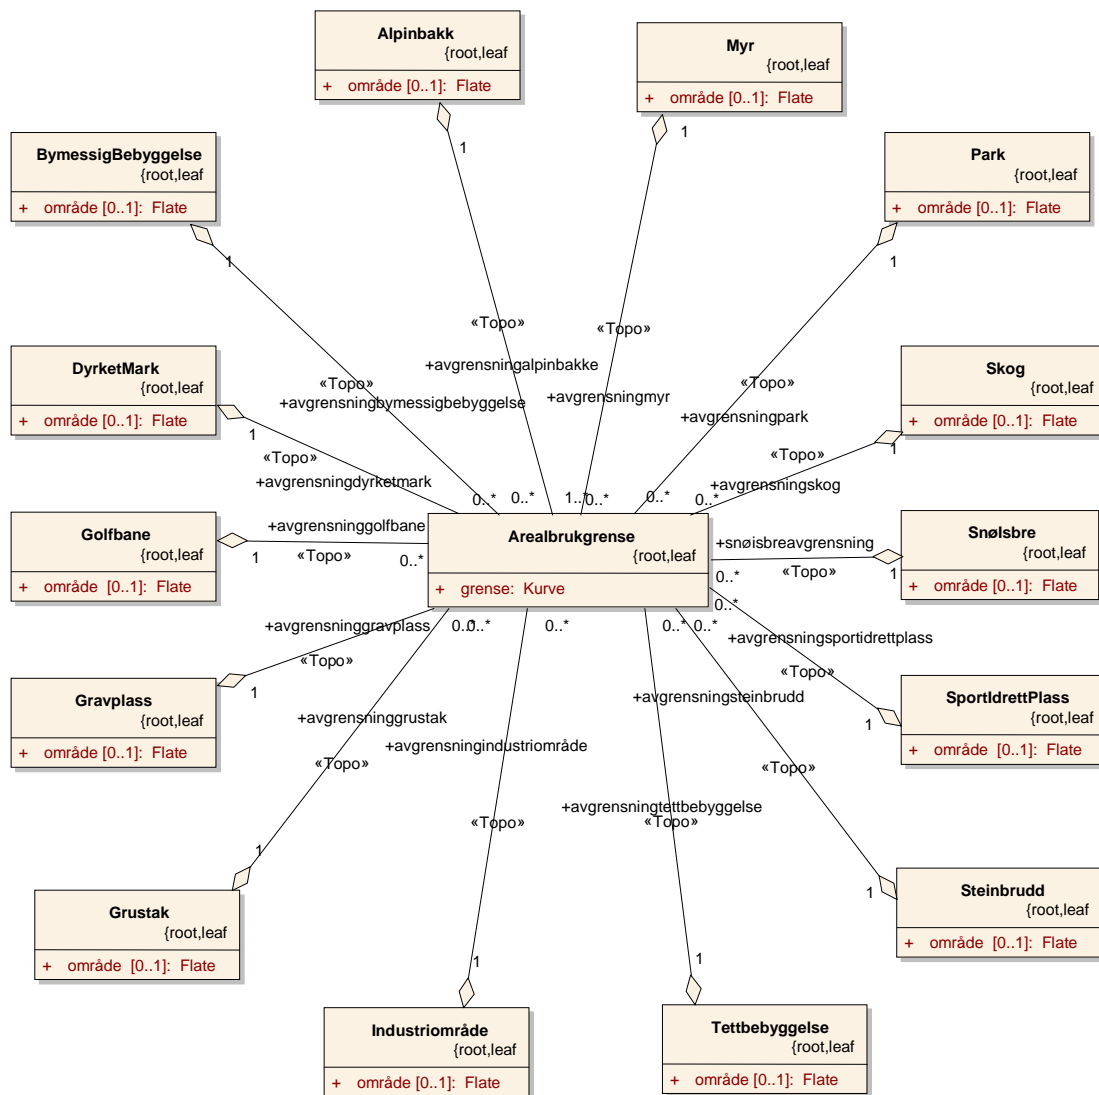 Alpinbakk
{root,leaf
+ område [0..1]: Flate
1
Myr
{root,leaf
+ område [0..1]: Flate
1
BymessigBebyggelse
{root,leaf
+ område [0..1]: Flate
1
Park
{root,leaf
+ område [0..1]: Flate
1
«Topo»
+avgrensningalpinbakke
0..*
«Topo»
+avgrensningmyr
1..*
«Topo»
+avgrensningbymessigbebyggelse
0..*
«Topo»
+avgrensningpark
0..*
DyrketMark
{root,leaf
+ område [0..1]: Flate
1
«Topo»
+avgrensningdyrketmark
0..*
Skog
{root,leaf
+ område [0..1]: Flate
1
«Topo»
+avgrensningskog
0..*
Golfbane
{root,leaf
+ område [0..1]: Flate
1
+avgrensninggolfbane
«Topo»
0..*
Arealbrukgrense
{root,leaf
+ grense: Kurve
SnøIsbre
{root,leaf
+ område [0..1]: Flate
1
+snøisbreavgrensning
«Topo»
0..*
Gravplass
{root,leaf
+ område [0..1]: Flate
1
+avgrensninggravplass
«Topo»
0..*
SportIdrettPlass
{root,leaf
+ område [0..1]: Flate
1
0..*
+avgrensningsportidrettplass
«Topo»
0..*
+avgrensninggrustak
«Topo»
1
Grustak
{root,leaf
+ område [0..1]: Flate
0..*
+avgrensningindustriområde
«Topo»
1
Industriområde
{root,leaf
+ område [0..1]: Flate
0..*
+avgrensningtettbebyggelse
«Topo»
1
Tettbebyggelse
{root,leaf
+ område [0..1]: Flate
0..*
+avgrensningsteinbrudd
«Topo»
1
Steinbrudd
{root,leaf
+ område [0..1]: Flate